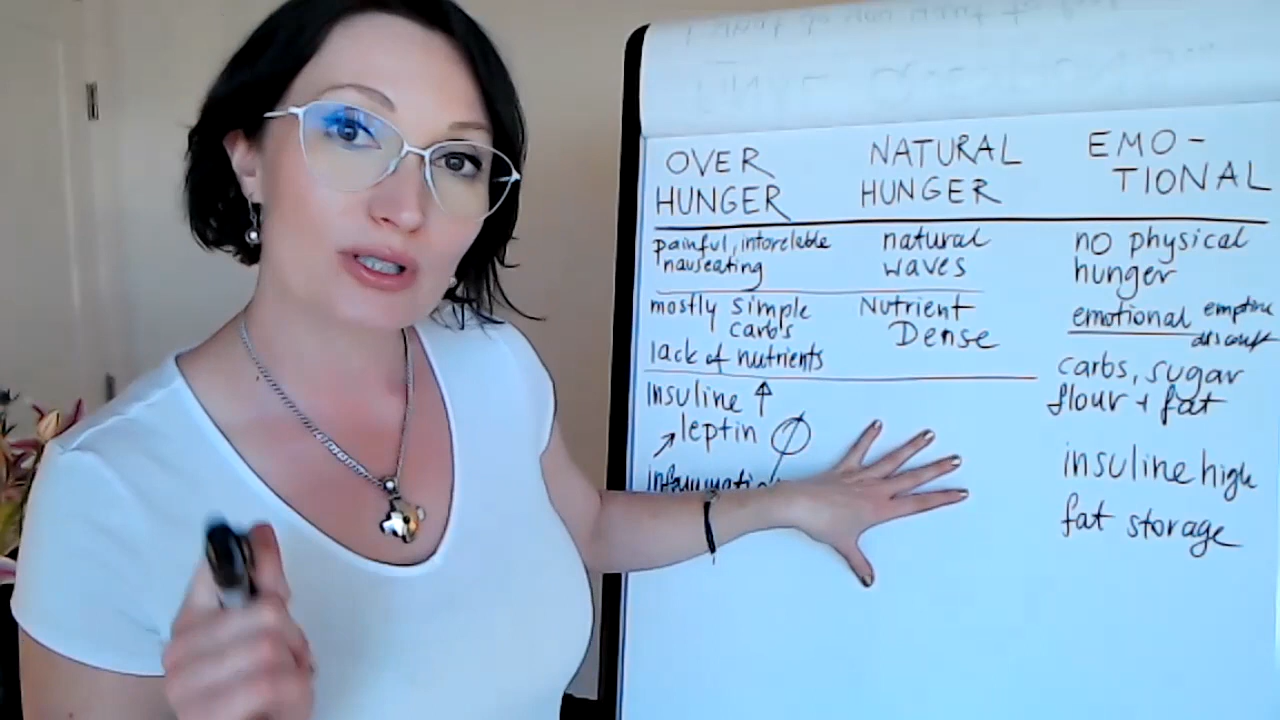 OVER
HUNGER
NATURAL
HUNGER
EMO-
TIONAL
painful, intorelable
nauseating
natural
waves
no physical
hunger
mostly simple
carbs
lack of nutrients
Nutrient
Dense
emotional
carbs, sugar
flour + fat
Insuline ↑
↗ leptin
insuline high
fat storage